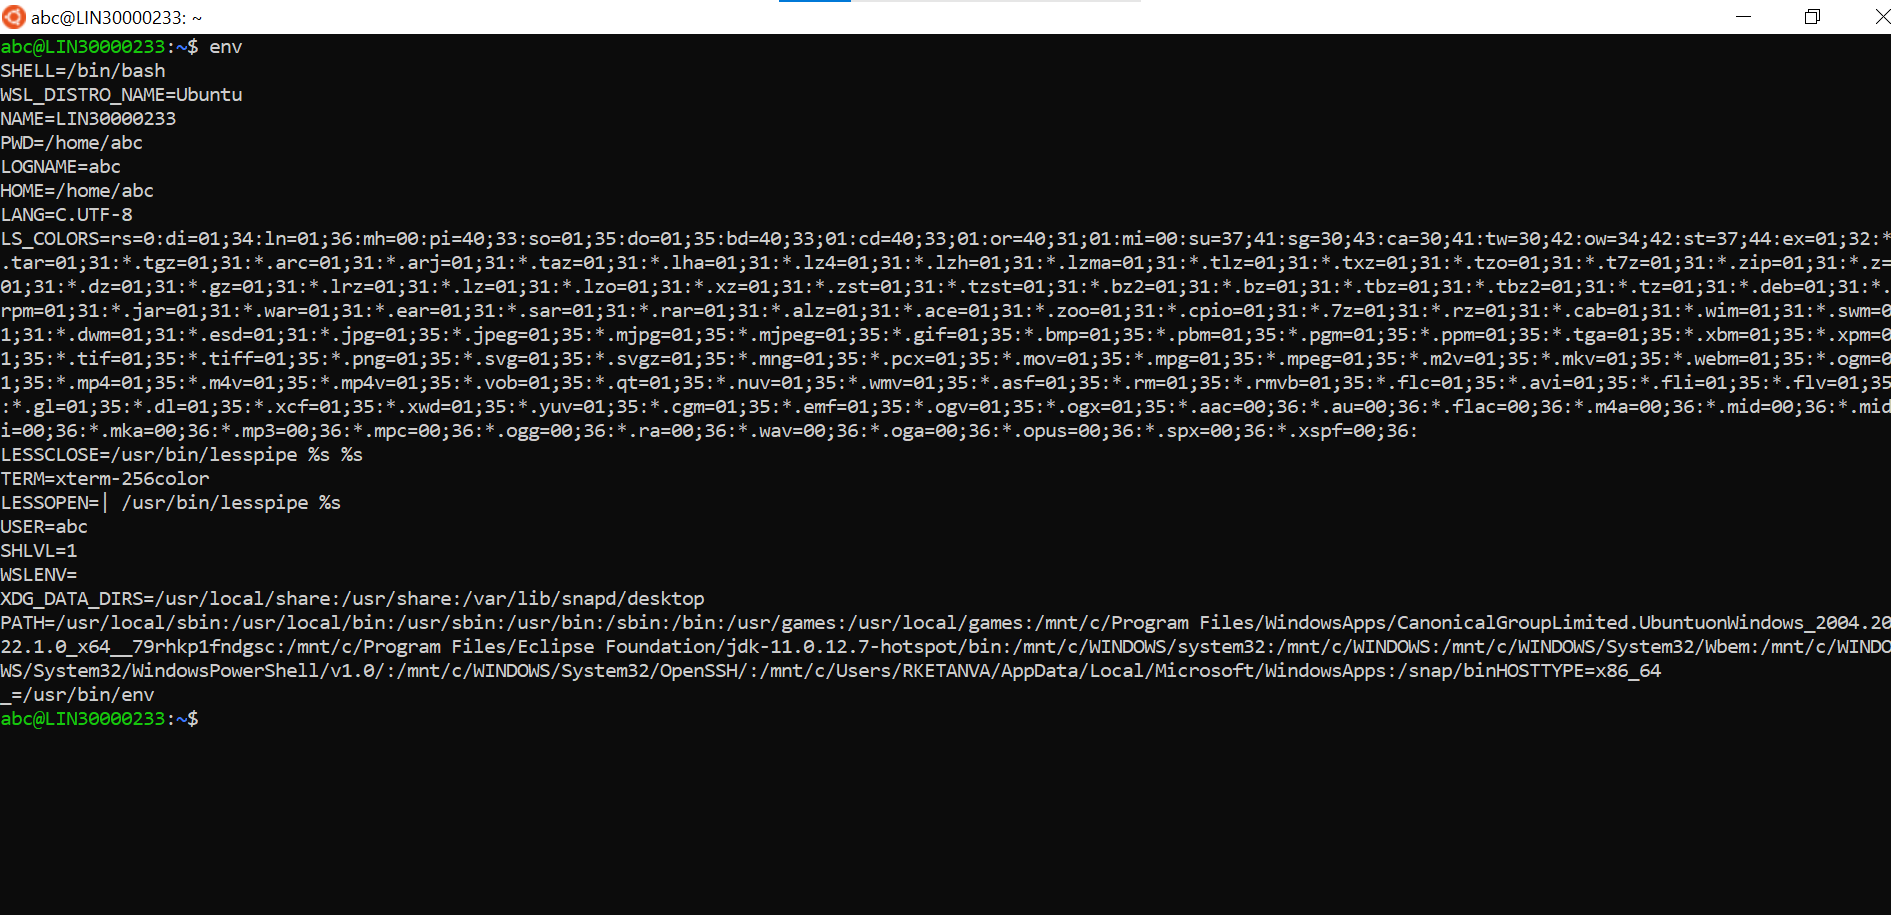 abc@LIN30000233: ~
abc@LIN30000233:~$ env
SHELL=/bin/bash
WSL_DISTRO_NAME=Ubuntu
NAME=LIN30000233
PWD=/home/abc
LOGNAME=abc
HOME=/home/abc
LANG=C.UTF-8
LS_COLORS=rs=0:di=01;34:ln=01;36:mh=00:pi=40;33:so=01;35:do=01;35:bd=40;33;01:cd=40;33;01:or=40;31;01:mi=00:su=37;41:sg=30;43:ca=30;41:tw=30;42:ow=34;42:st=37;44:ex=01;32:*
.tar=01;31:*.tgz=01;31:*.arc=01;31:*.arj=01;31:*.taz=01;31:*.lha=01;31:*.lz4=01;31:*.lzh=01;31:*.lzma=01;31:*.tlz=01;31:*.txz=01;31:*.tzo=01;31:*.t7z=01;31:*.zip=01;31:*.z=
01;31:*.dz=01;31:*.gz=01;31:*.lrz=01;31:*.lz=01;31:*.lzo=01;31:*.xz=01;31:*.zst=01;31:*.tzst=01;31:*.bz2=01;31:*.bz=01;31:*.tbz=01;31:*.tbz2=01;31:*.tz=01;31:*.deb=01;31:*.
rpm=01;31:*.jar=01;31:*.war=01;31:*.ear=01;31:*.sar=01;31:*.rar=01;31:*.alz=01;31:*.ace=01;31:*.zoo=01;31:*.cpio=01;31:*.7z=01;31:*.rz=01;31:*.cab=01;31:*.wim=01;31:*.swm=0
1;31:*.dwm=01;31:*.esd=01;31:*.jpg=01;35:*.jpeg=01;35:*.mjpg=01;35:*.mjpeg=01;35:*.gif=01;35:*.bmp=01;35:*.pbm=01;35:*.pgm=01;35:*.ppm=01;35:*.tga=01;35:*.xbm=01;35:*.xpm=0
1;35:*.tif=01;35:*.tiff=01;35:*.png=01;35:*.svg=01;35:*.svgz=01;35:*.mng=01;35:*.pcx=01;35:*.mov=01;35:*.mpg=01;35:*.mpeg=01;35:*.m2v=01;35:*.mkv=01;35:*.webm=01;35:*.ogm=0
1;35:*.mp4=01;35:*.m4v=01;35:*.mp4v=01;35:*.vob=01;35:*.qt=01;35:*.nuv=01;35:*.wmv=01;35:*.asf=01;35:*.rm=01;35:*.rmvb=01;35:*.flc=01;35:*.avi=01;35:*.fli=01;35:*.flv=01;35
:*.gl=01;35:*.dl=01;35:*.xcf=01;35:*.xwd=01;35:*.yuv=01;35:*.cgm=01;35:*.emf=01;35:*.ogv=01;35:*.ogx=01;35:*.aac=00;36:*.au=00;36:*.flac=00;36:*.m4a=00;36:*.mid=00;36:*.mid
i=00;36:*.mka=00;36:*.mp3=00;36:*.mpc=00;36:*.ogg=00;36:*.ra=00;36:*.wav=00;36:*.oga=00;36:*.opus=00;36:*.spx=00;36:*.xspf=00;36:
LESSCLOSE=/usr/bin/lesspipe %s %s
TERM=xterm-256color
LESSOPEN=| /usr/bin/lesspipe %s
USER=abc
SHLVL=1
WSLENV=
XDG_DATA_DIRS=/usr/local/share:/usr/share:/var/lib/snapd/desktop
PATH=/usr/local/sbin:/usr/local/bin:/usr/sbin:/usr/bin:/sbin:/bin:/usr/games:/usr/local/games:/mnt/c/Program Files/WindowsApps/CanonicalGroupLimited.UbuntuonWindows_2004.20
22.1.0_x64__79rhkp1fndgsc:/mnt/c/Program Files/Eclipse Foundation/jdk-11.0.12.7-hotspot/bin:/mnt/c/WINDOWS/system32:/mnt/c/WINDOWS:/mnt/c/WINDOWS/System32/Wbem:/mnt/c/WINDO
WS/System32/WindowsPowerShell/v1.0/:/mnt/c/WINDOWS/System32/OpenSSH/:/mnt/c/Users/RKETANVA/AppData/Local/Microsoft/WindowsApps:/snap/binHOSTTYPE=x86_64
_=/usr/bin/env
abc@LIN30000233:~$